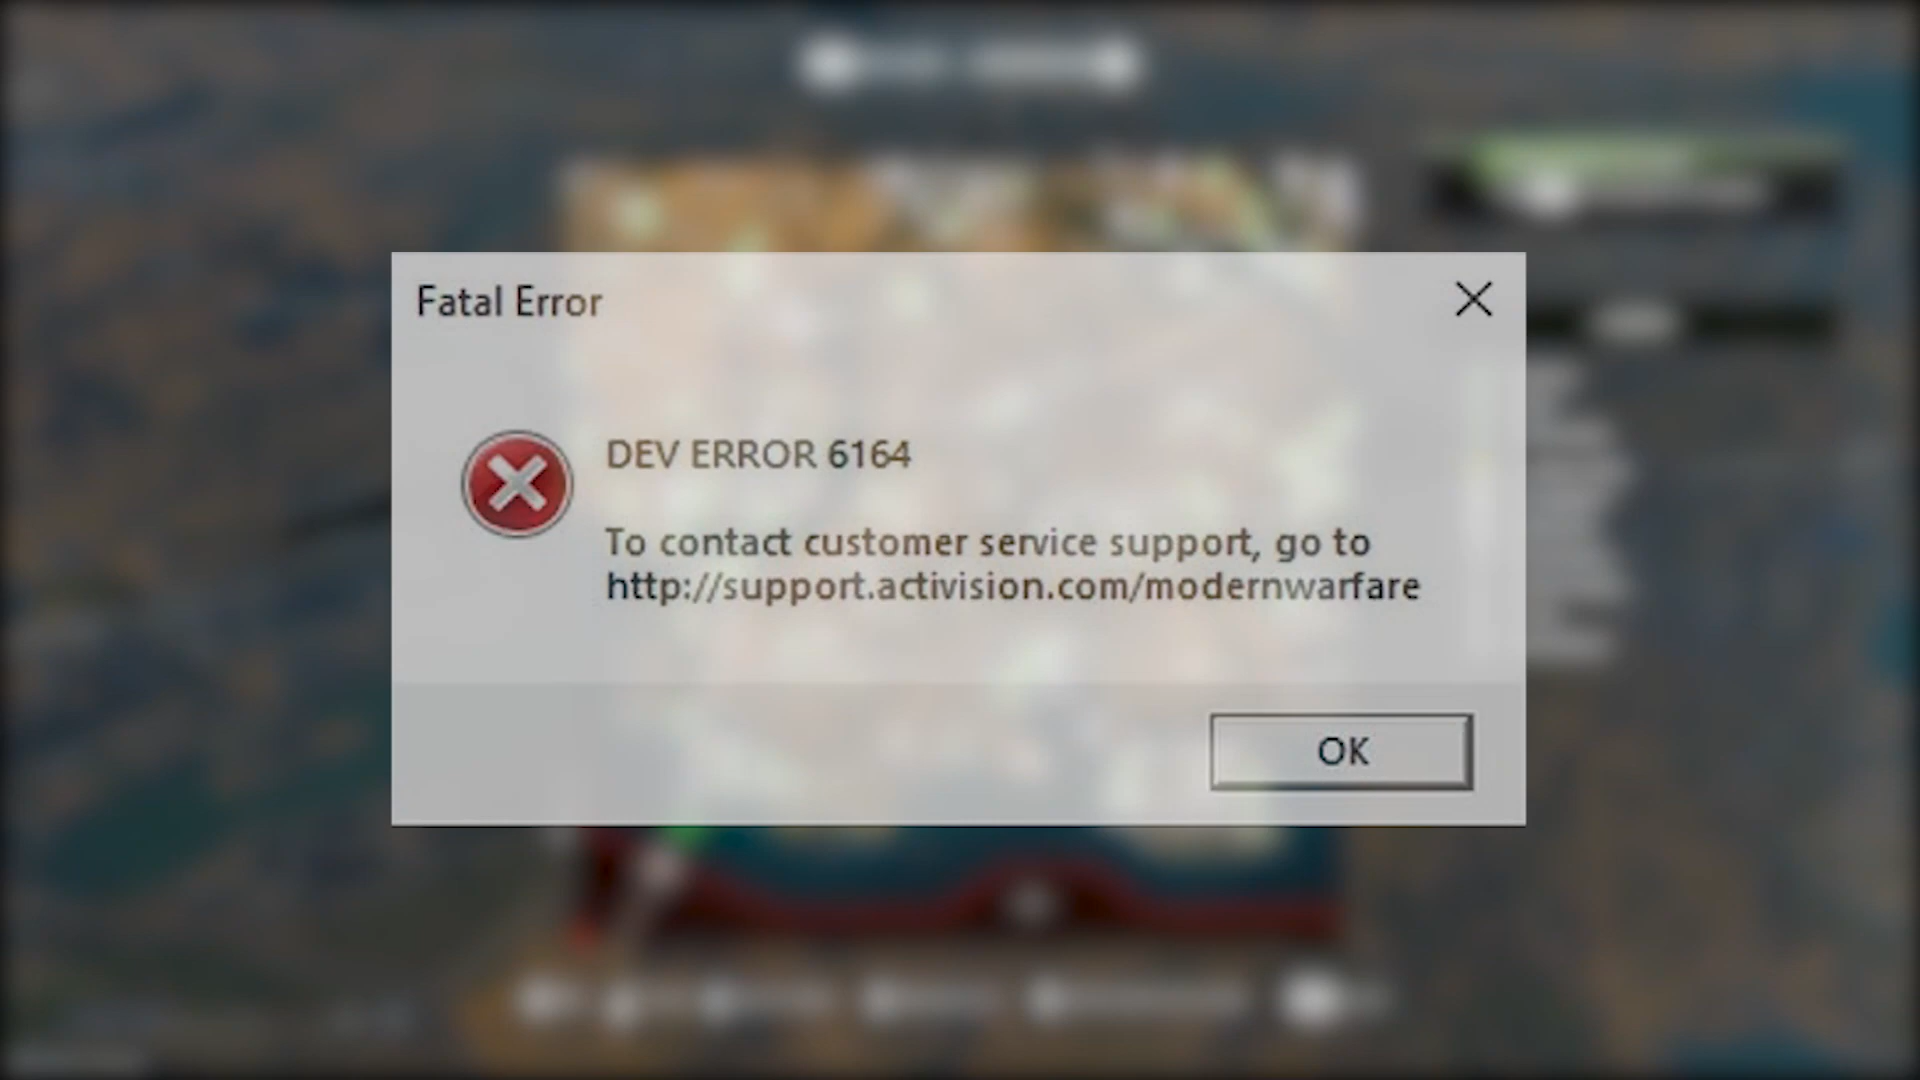 Fatal Error
DEV ERROR 6164
To contact customer service support, go to
http://support.activision.com/modernwarfare
OK